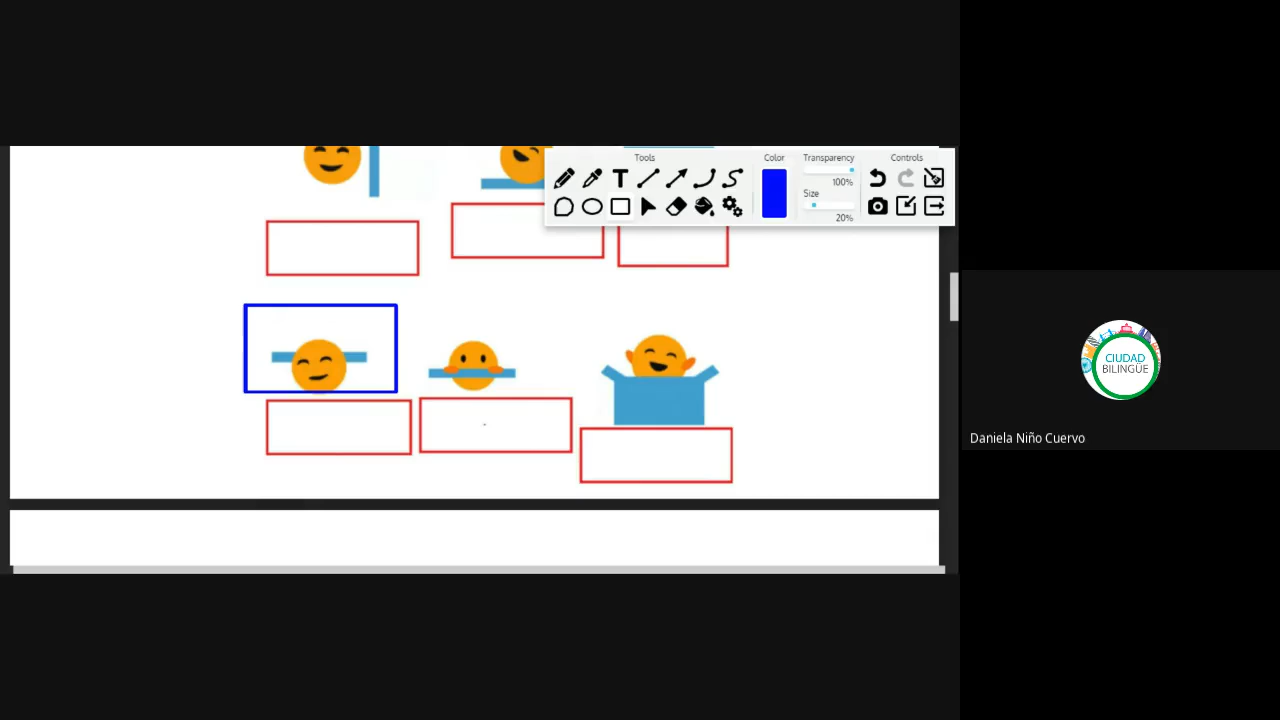 Tools
Color
Transparency
Controls
100%
Size
20%
CIUDAD
BILINGÜE
Daniela Niño Cuervo